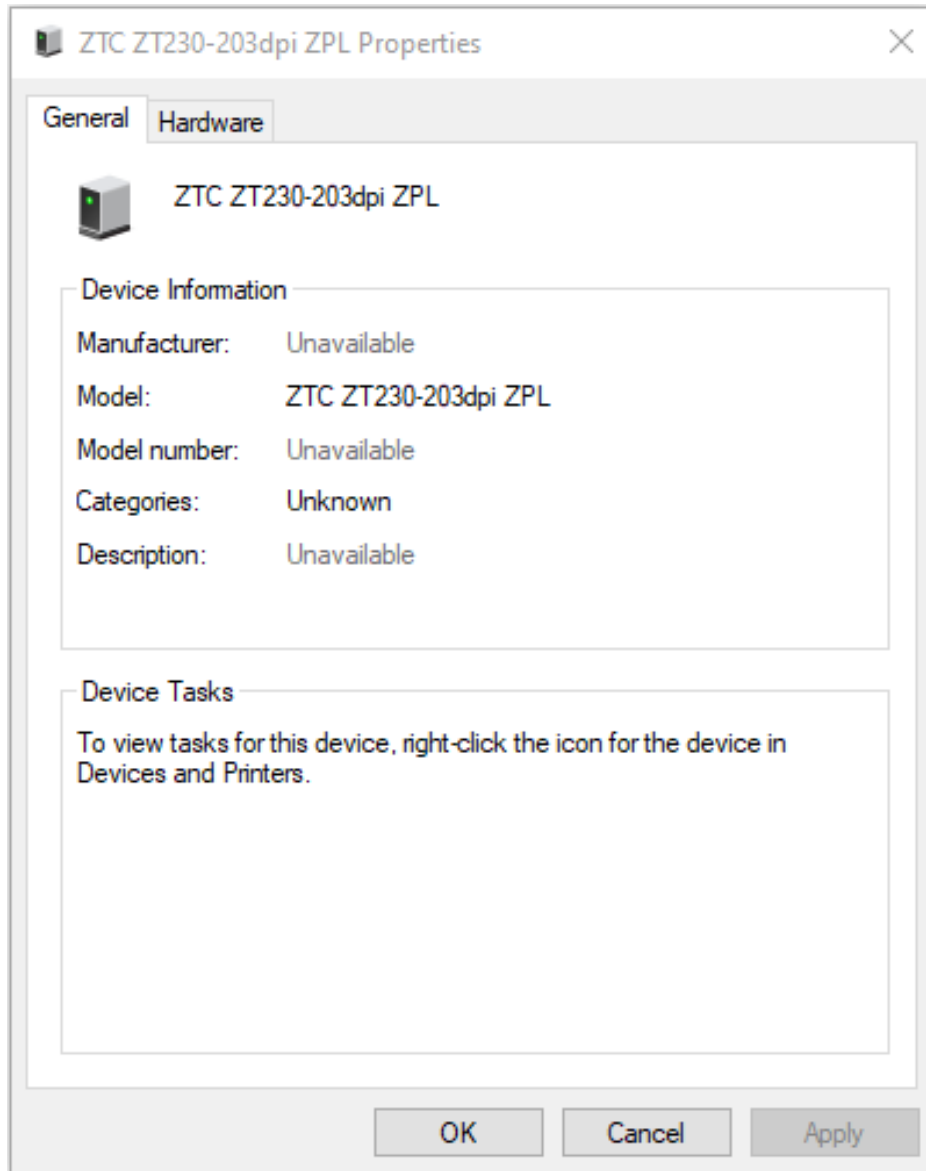 ZTC ZT230-203dpi ZPL Properties
General Hardware
ZTC ZT230-203dpi ZPL
Device Information
Manufacturer: Unavailable
Model: ZTC ZT230-203dpi ZPL
Model number: Unavailable
Categories: Unknown
Description: Unavailable
Device Tasks
To view tasks for this device, right-click the icon for the device in
Devices and Printers.
OK Cancel Apply